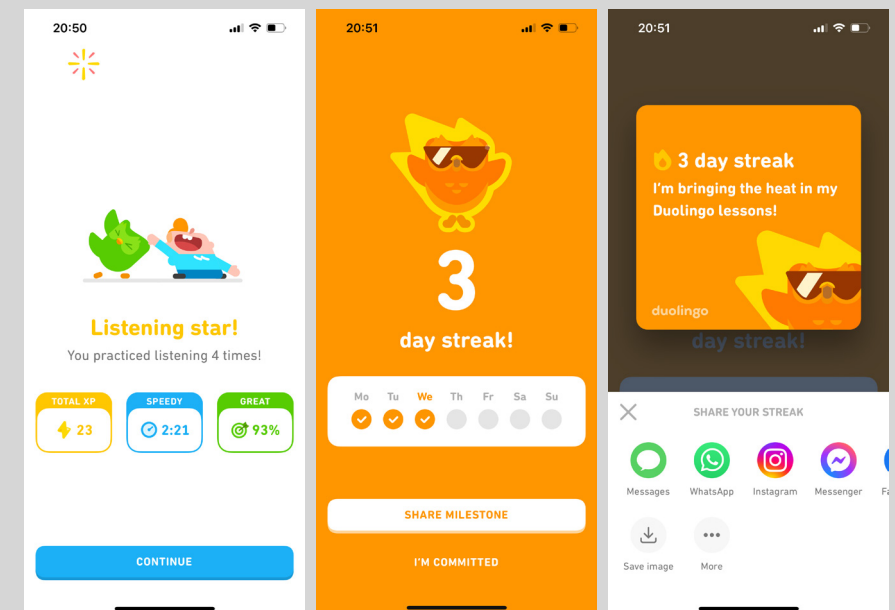 20:50
Listening star!
You practiced listening 4 times!
TOTAL XP
23
SPEEDY
2:21
GREAT
93%
CONTINUE
20:51
3
day streak!
Mo Tu We Th Fr Sa Su
SHARE MILESTONE
I'M COMMITTED
20:51
3 day streak
I'm bringing the heat in my
Duolingo lessons!
duolingo
day streak!
SHARE YOUR STREAK
Messages WhatsApp Instagram Messenger
Save image More